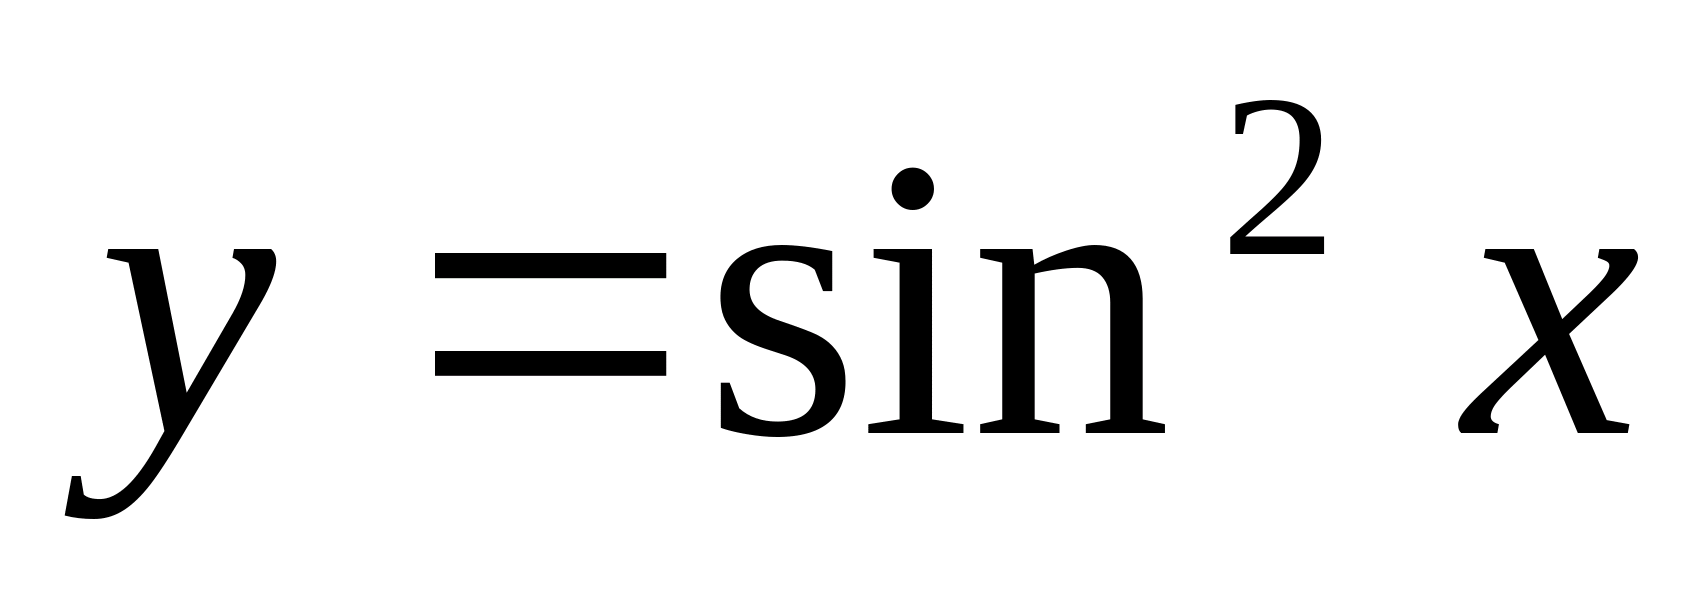 y = sin² x